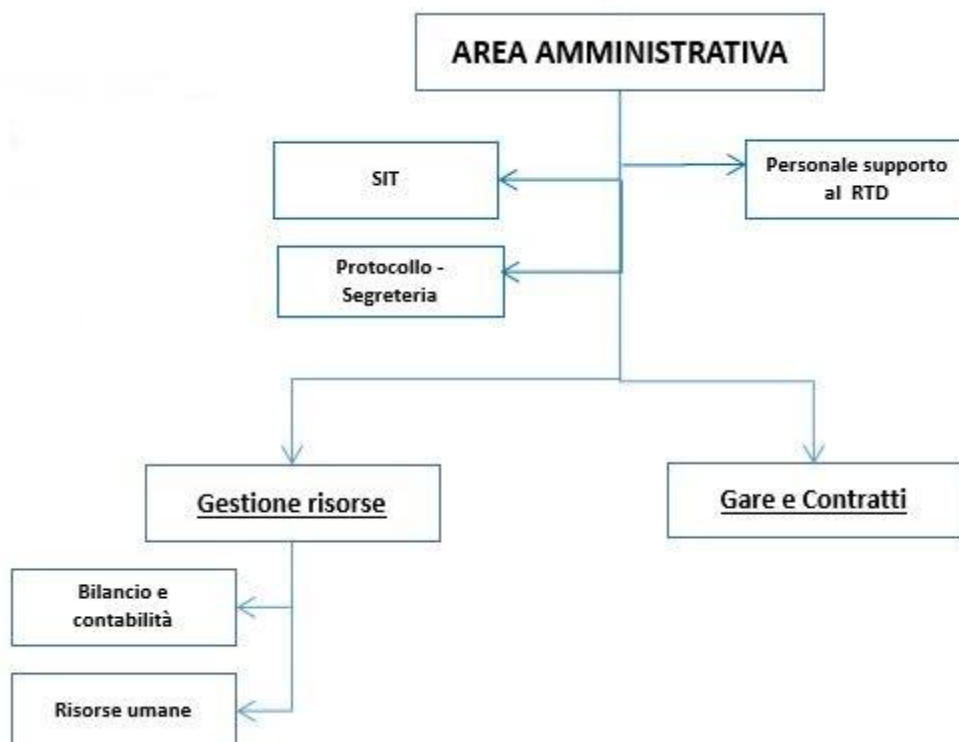 AREA AMMINISTRATIVA
SIT
Personale supporto
al RTD
Protocollo -
Segreteria
Gestione risorse
Gare e Contratti
Bilancio e
contabilità
Risorse umane